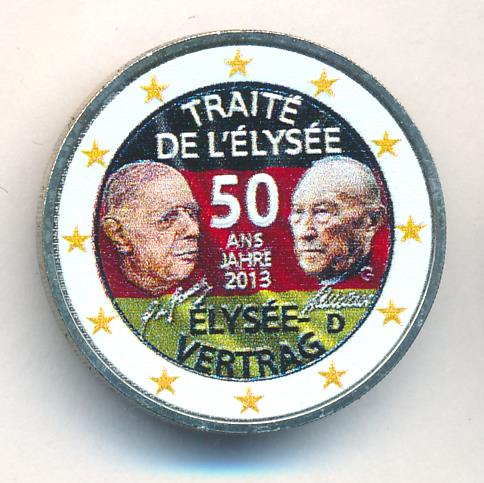 TRAITÉ
DE L'ÉLYSÉE
50
ANS
JAHRE
2013
G
ÉLYSÉE-
D
VERTRAG